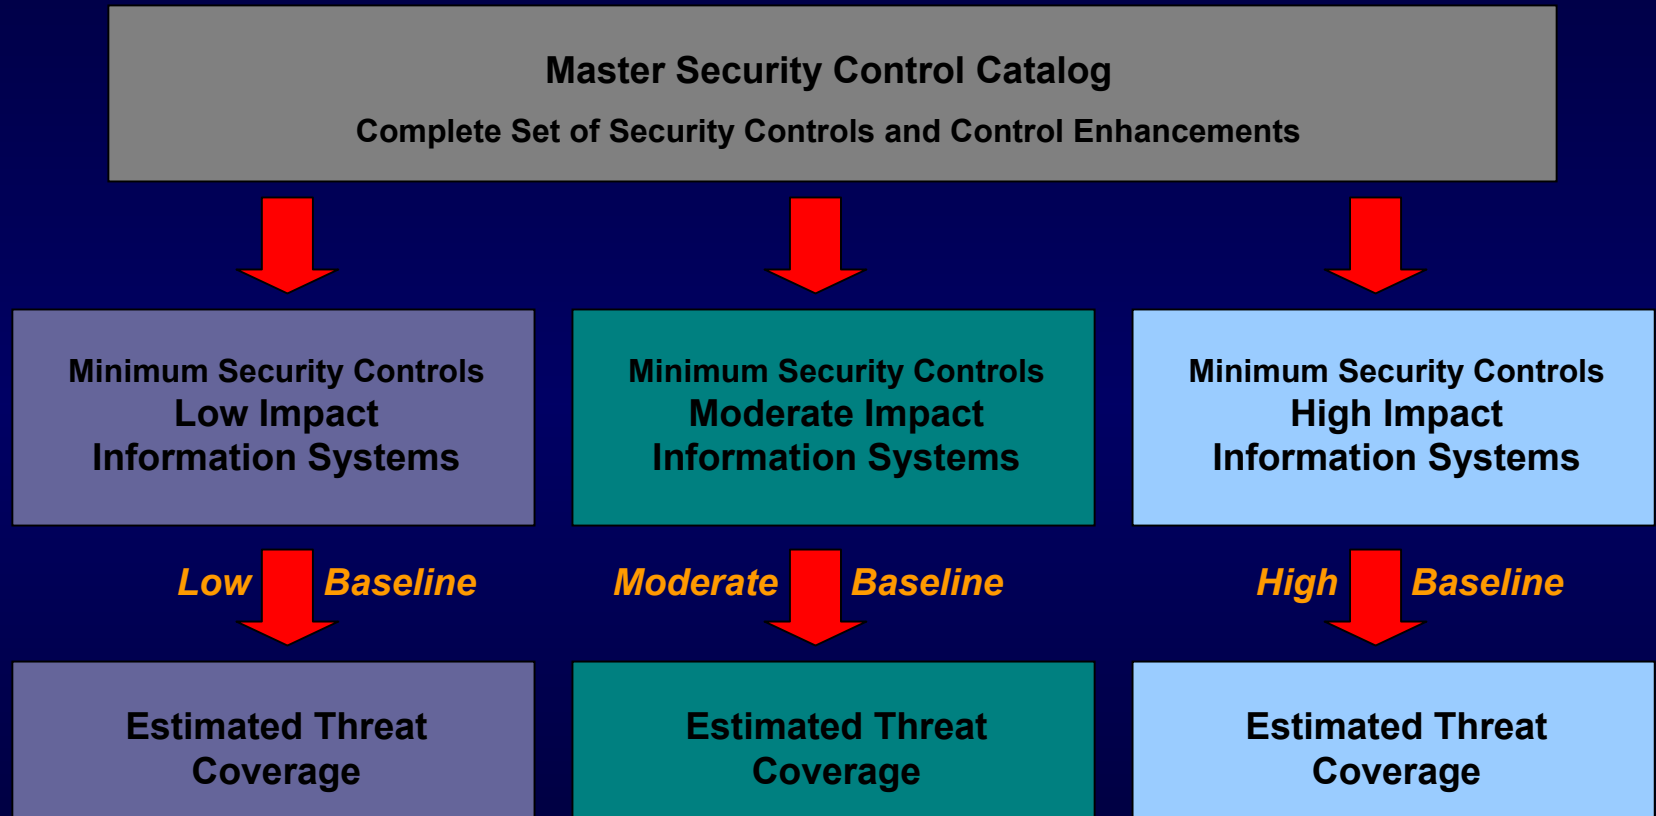 Master Security Control Catalog
Complete Set of Security Controls and Control Enhancements
Minimum Security Controls
Low Impact
Information Systems
Minimum Security Controls
Moderate Impact
Information Systems
Minimum Security Controls
High Impact
Information Systems
Low Baseline
Moderate Baseline
High Baseline
Estimated Threat
Coverage
Estimated Threat
Coverage
Estimated Threat
Coverage